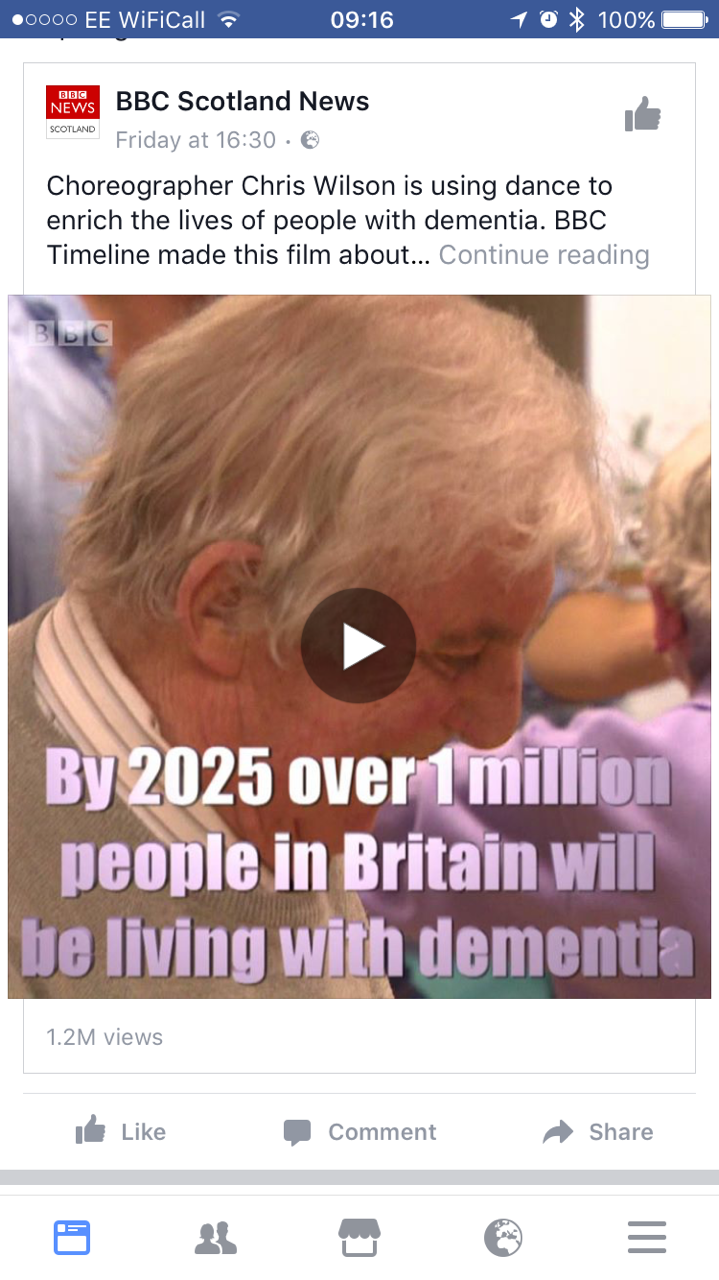 EE WiFiCall 09:16 100%
BBC NEWS SCOTLAND
BBC Scotland News
Friday at 16:30 ·
Choreographer Chris Wilson is using dance to
enrich the lives of people with dementia. BBC
Timeline made this film about... Continue reading
BBC
By 2025 over 1 million
people in Britain will
be living with dementia
1.2M views
Like Comment Share